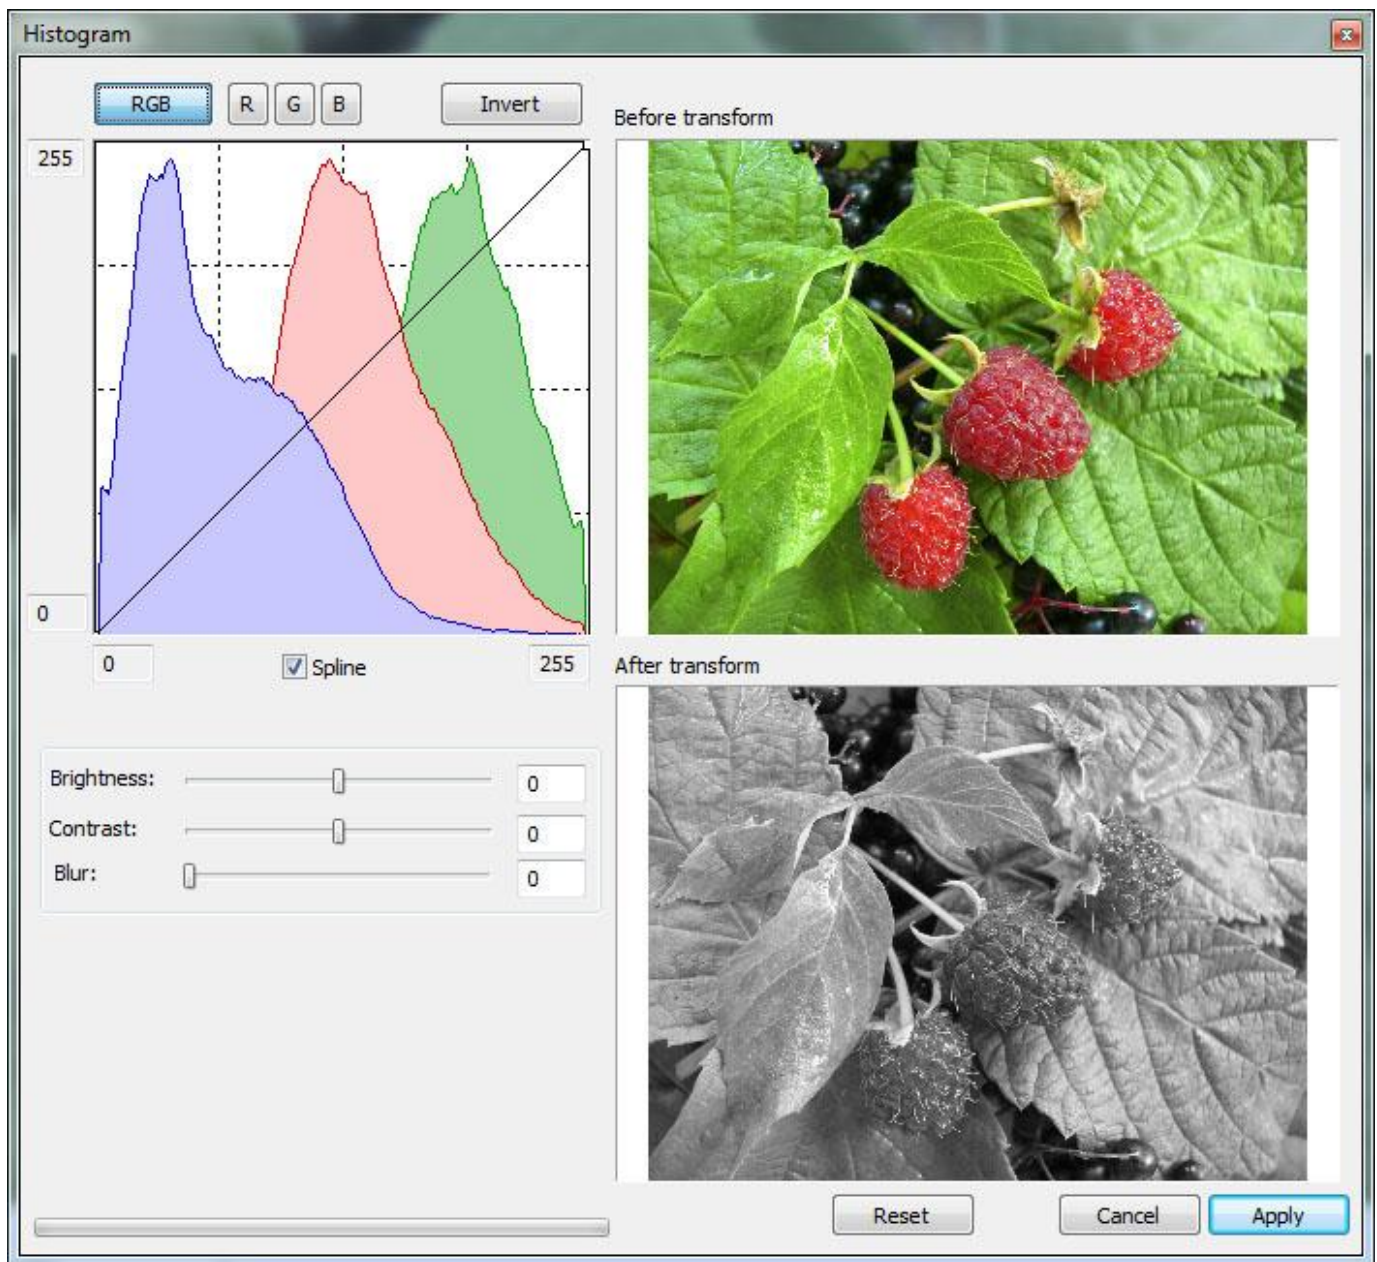 Histogram
RGB R G B Invert
Before transform
255
0
0 Spline 255
After transform
Brightness: 0
Contrast: 0
Blur: 0
Reset Cancel Apply